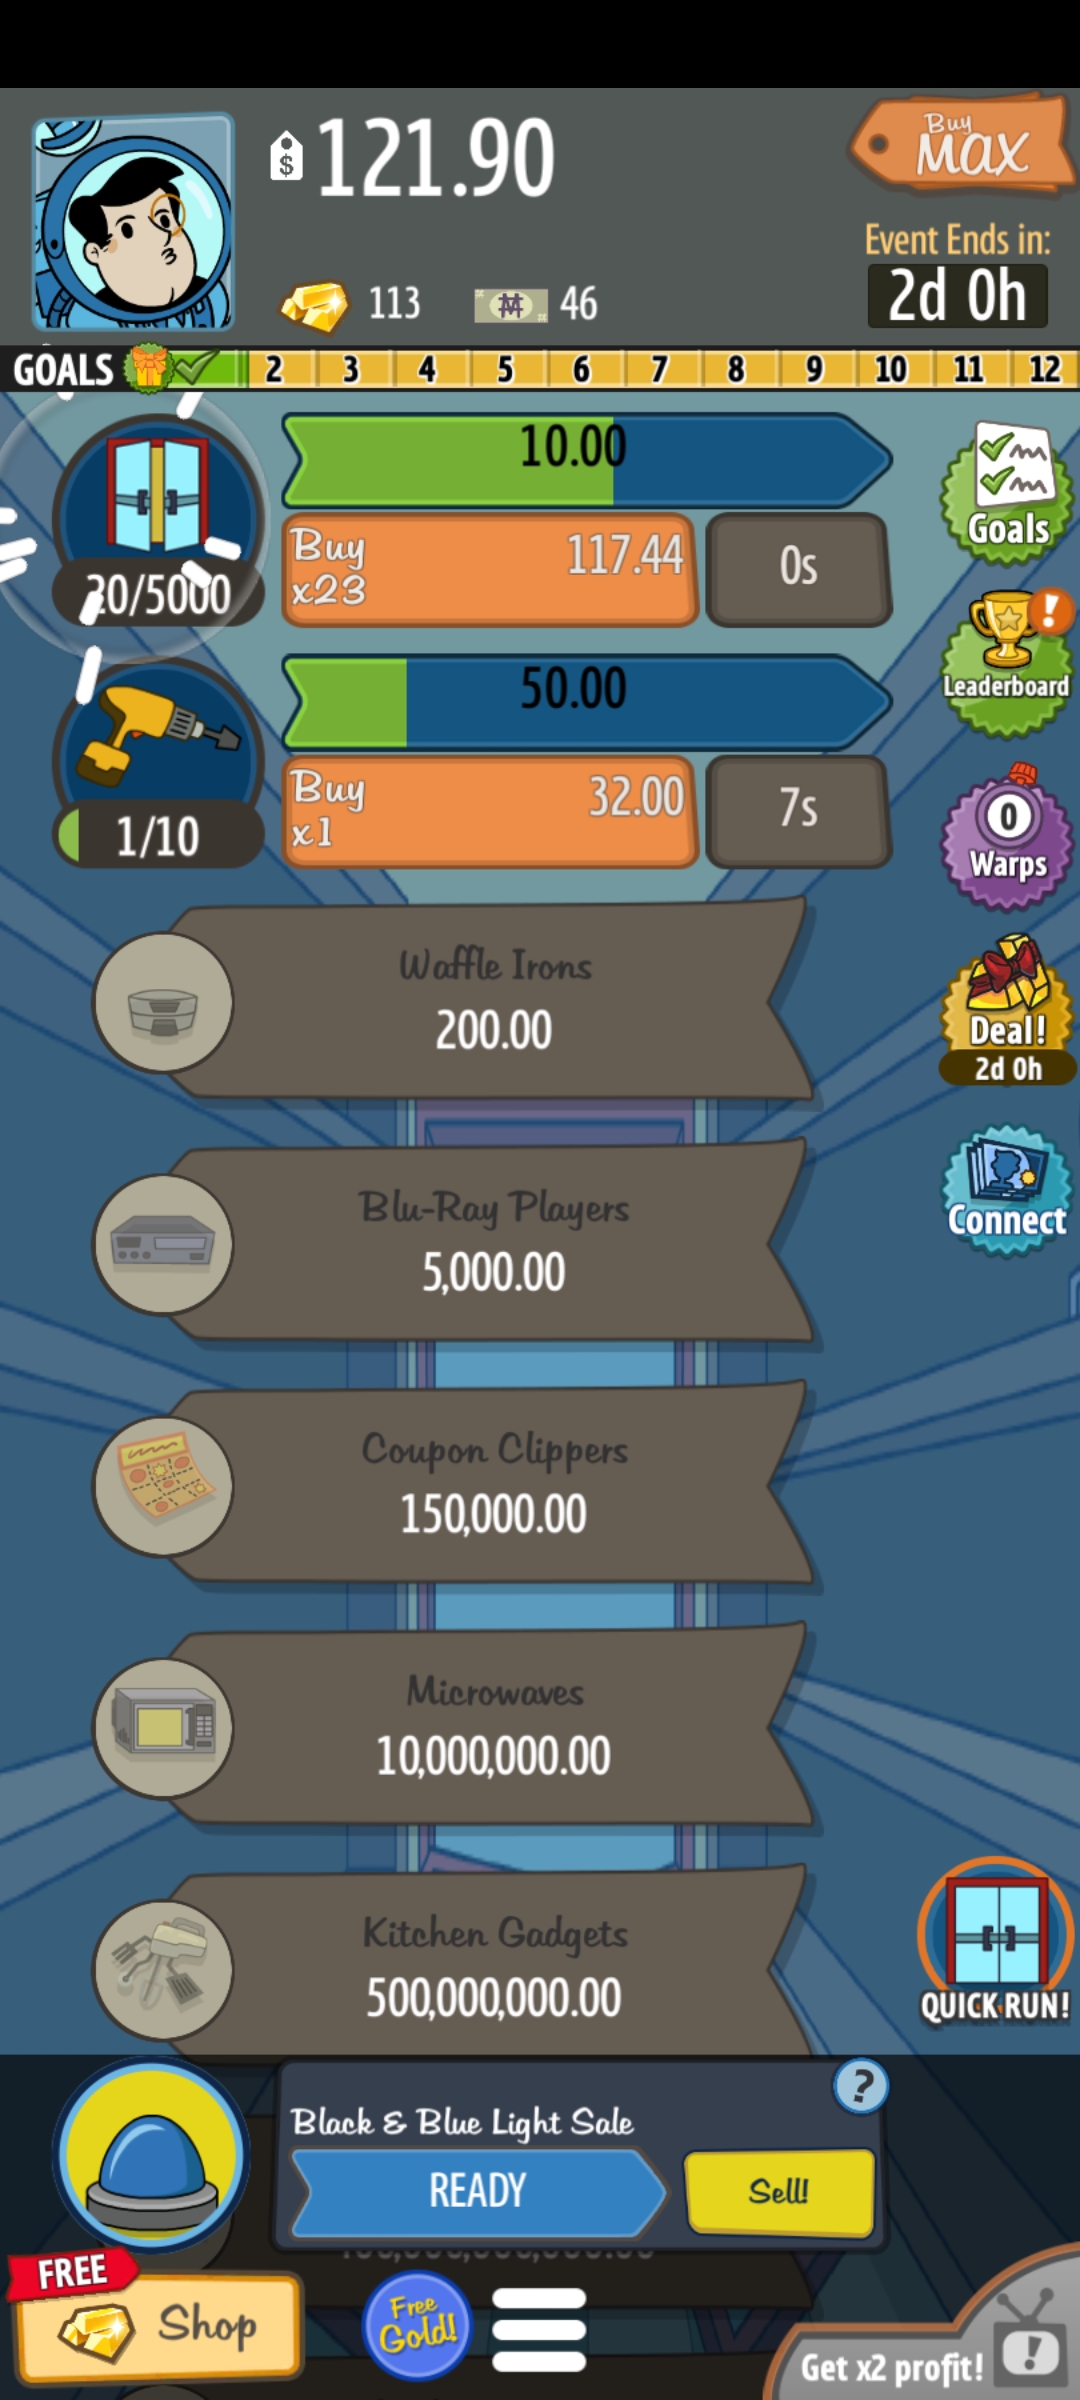 $ 121.90
Buy
MAX
Event Ends in:
2d 0h
113
M 46
GOALS 2 3 4 5 6 7 8 9 10 11 12
10.00
Buy
x23
117.44
0s
20/5000
Goals
!
Leaderboard
50.00
Buy
x1
32.00
7s
1/10
0
Warps
Waffle Irons
200.00
Deal!
2d 0h
Blu-Ray Players
5,000.00
Connect
Coupon Clippers
150,000.00
Microwaves
10,000,000.00
Kitchen Gadgets
500,000,000.00
QUICK RUN!
?
Black & Blue Light Sale
READY
Sell!
FREE
Shop
Free
Gold!
Get x2 profit!
!